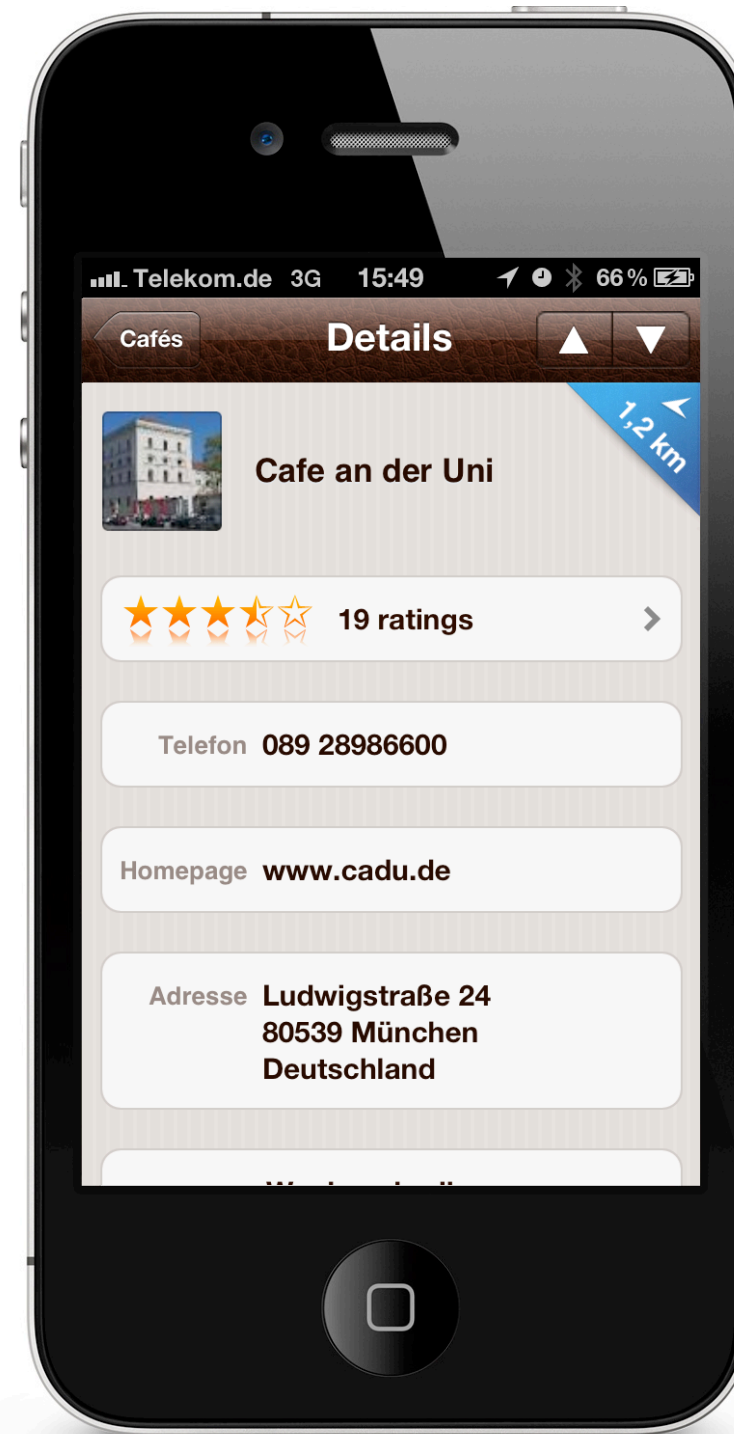 Telekom.de 3G 15:49 66 %
Cafés Details
1,2 km
Cafe an der Uni
19 ratings
Telefon 089 28986600
Homepage www.cadu.de
Adresse Ludwigstraße 24
80539 München
Deutschland